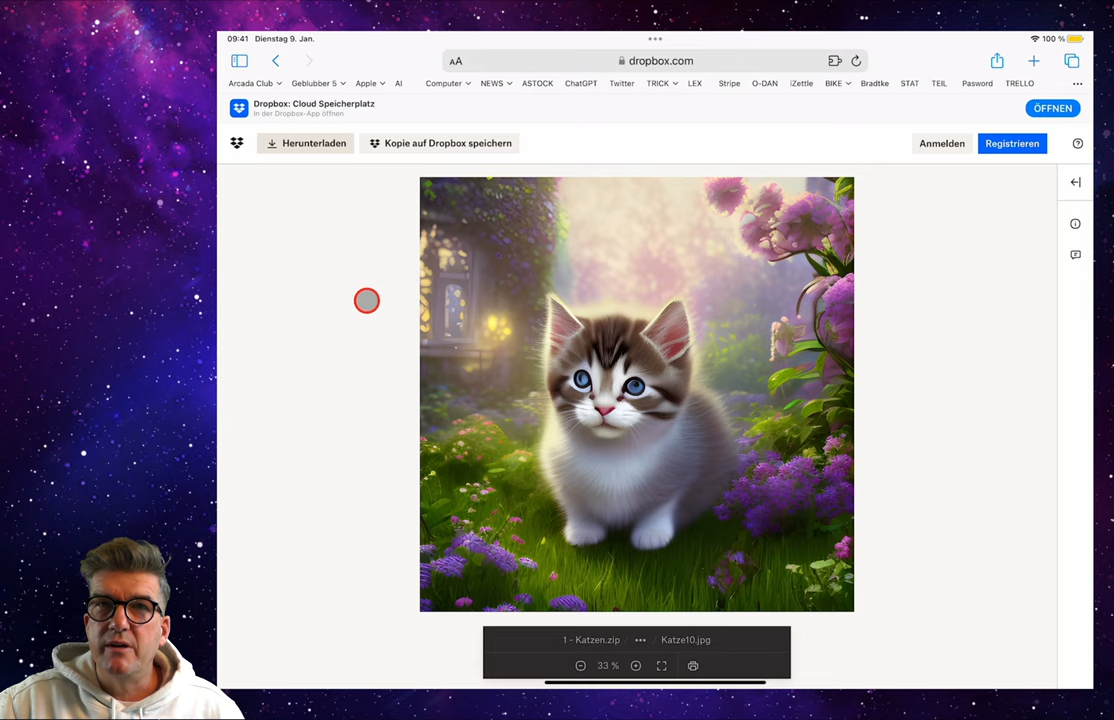 09:41 Dienstag 9. Jan.
100 %
AA dropbox.com
Arcada Club Geblubber 5 Apple AI Computer NEWS ASTOCK ChatGPT Twitter TRICK LEX Stripe O-DAN iZettle BIKE Bradtke STAT TEIL Pasword TRELLO
Dropbox: Cloud Speicherplatz
In der Dropbox-App öffnen
ÖFFNEN
Herunterladen Kopie auf Dropbox speichern Anmelden Registrieren
1 - Katzen.zip / ••• / Katze10.jpg
33 %